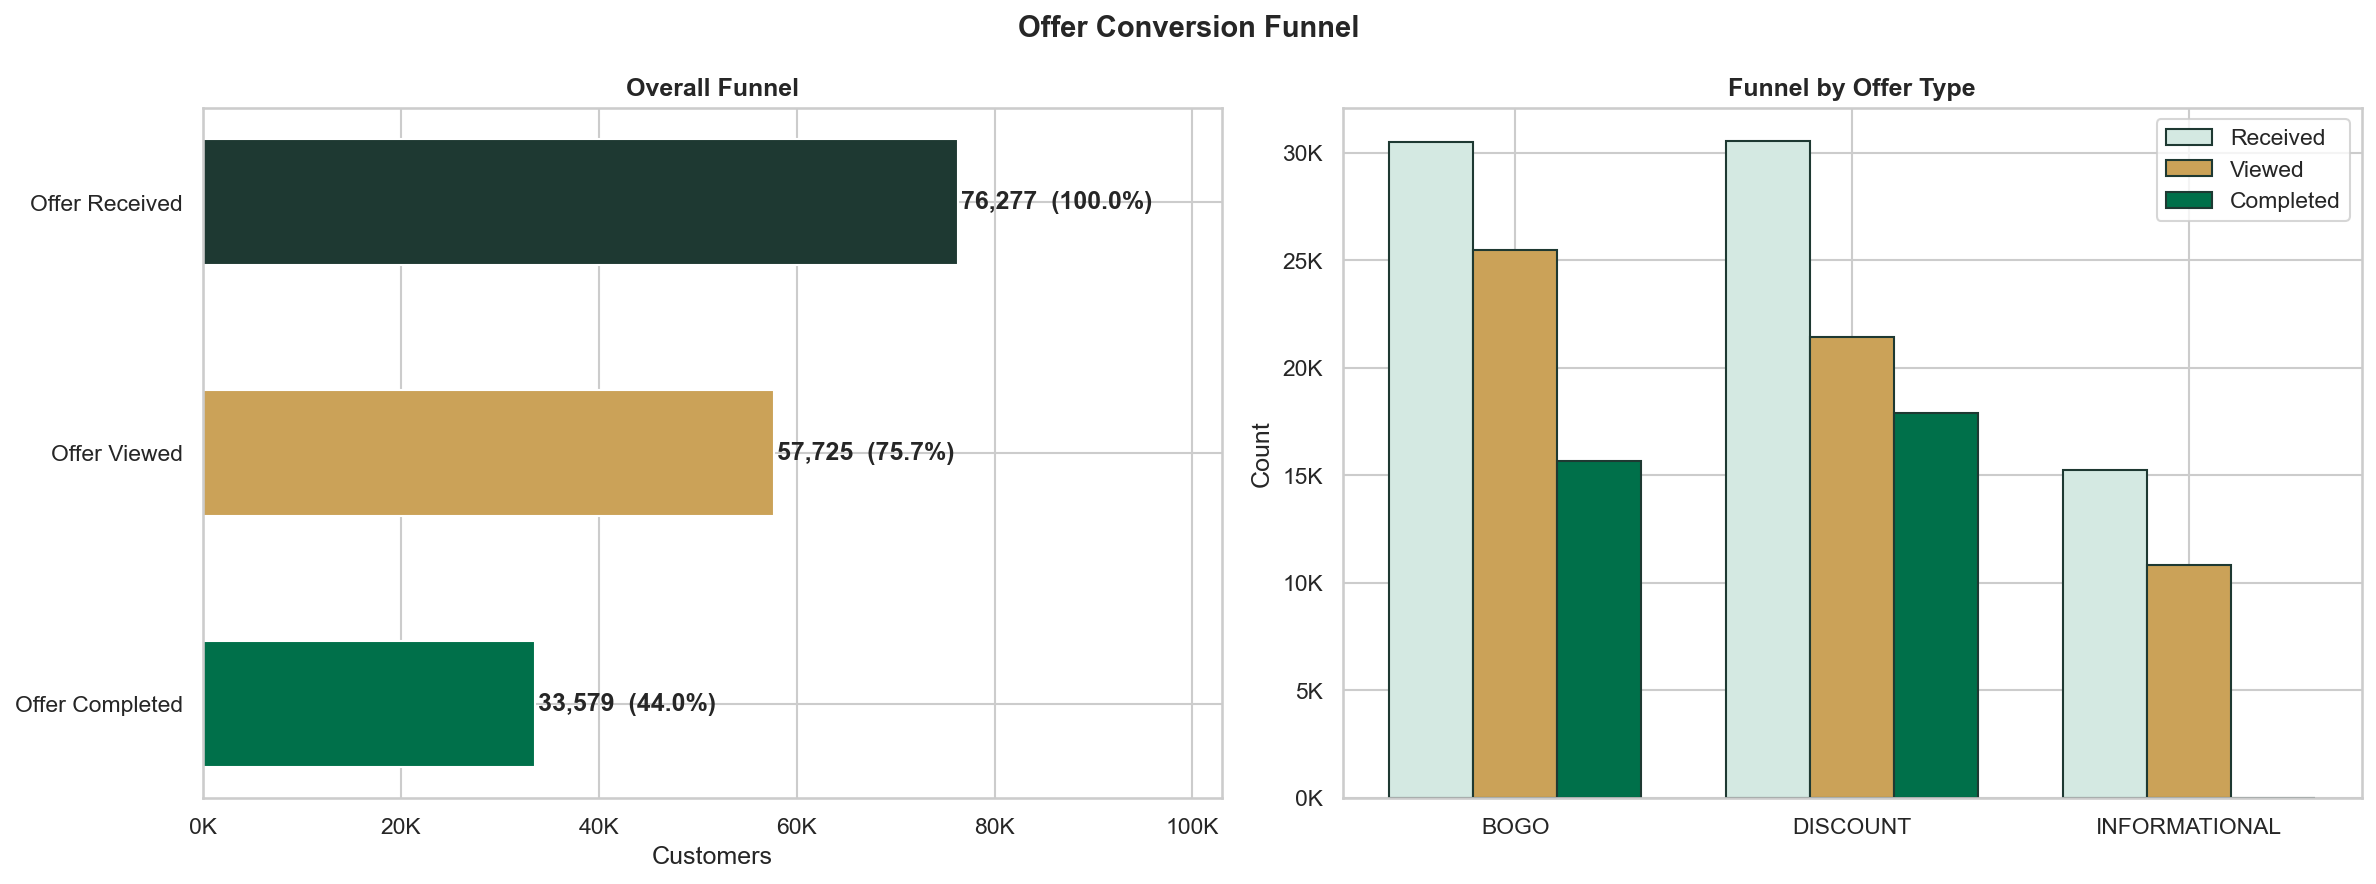 Offer Conversion Funnel
Overall Funnel
Offer Received
76,277 (100.0%)
Offer Viewed
57,725 (75.7%)
Offer Completed
33,579 (44.0%)
0K 20K 40K 60K 80K 100K
Customers
Funnel by Offer Type
Received
Viewed
Completed
30K
25K
20K
15K
10K
5K
0K
Count
BOGO DISCOUNT INFORMATIONAL